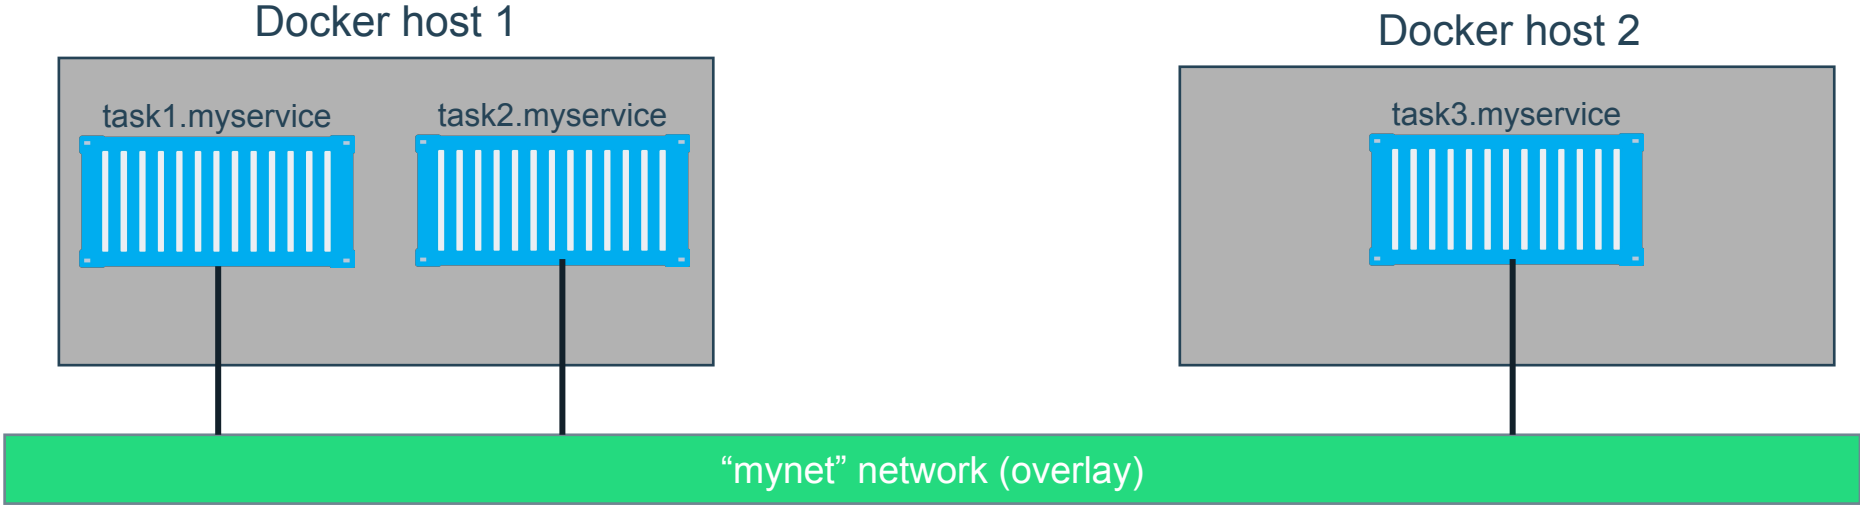 Docker host 1
Docker host 2
task1.myservice
task2.myservice
task3.myservice
“mynet” network (overlay)